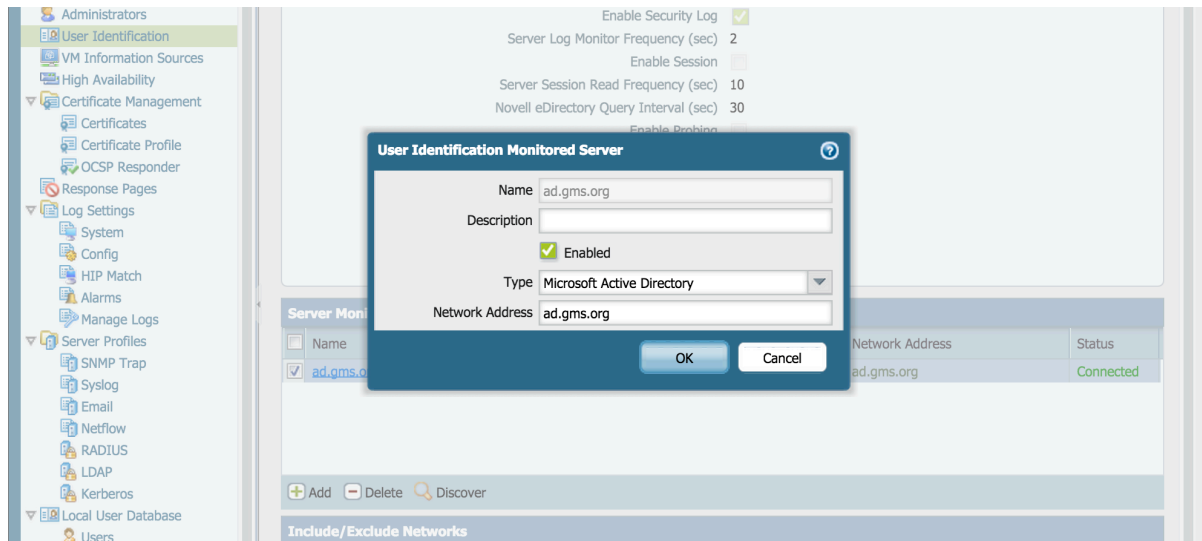 Administrators
User Identification
VM Information Sources
High Availability
Certificate Management
Certificates
Certificate Profile
OCSP Responder
Response Pages
Log Settings
System
Config
HIP Match
Alarms
Manage Logs
Server Profiles
SNMP Trap
Syslog
Email
Netflow
RADIUS
LDAP
Kerberos
Local User Database
Users
Enable Security Log
Server Log Monitor Frequency (sec) 2
Enable Session
Server Session Read Frequency (sec) 10
Novell eDirectory Query Interval (sec) 30
Enable Probing
User Identification Monitored Server
Name ad.gms.org
Description
Enabled
Type Microsoft Active Directory
Network Address ad.gms.org
OK Cancel
Server Moni
Name Network Address Status
ad.gms.o ad.gms.org Connected
Add Delete Discover
Include/Exclude Networks